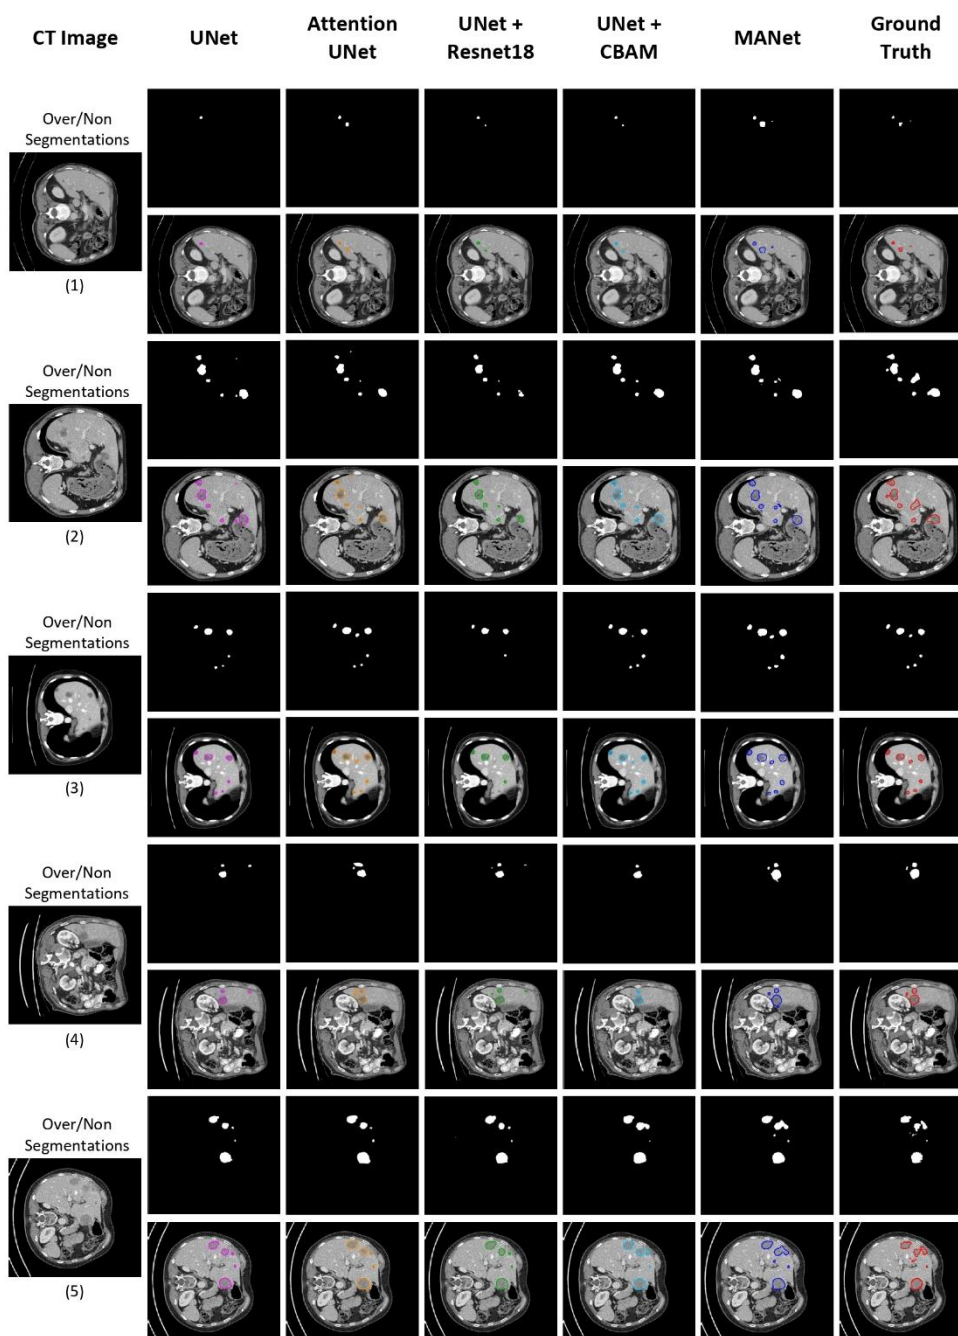 CT Image
UNet
Attention
UNet
UNet +
Resnet18
UNet +
CBAM
MANet
Ground
Truth
Over/Non
Segmentations
(1)
Over/Non
Segmentations
(2)
Over/Non
Segmentations
(3)
Over/Non
Segmentations
(4)
Over/Non
Segmentations
(5)